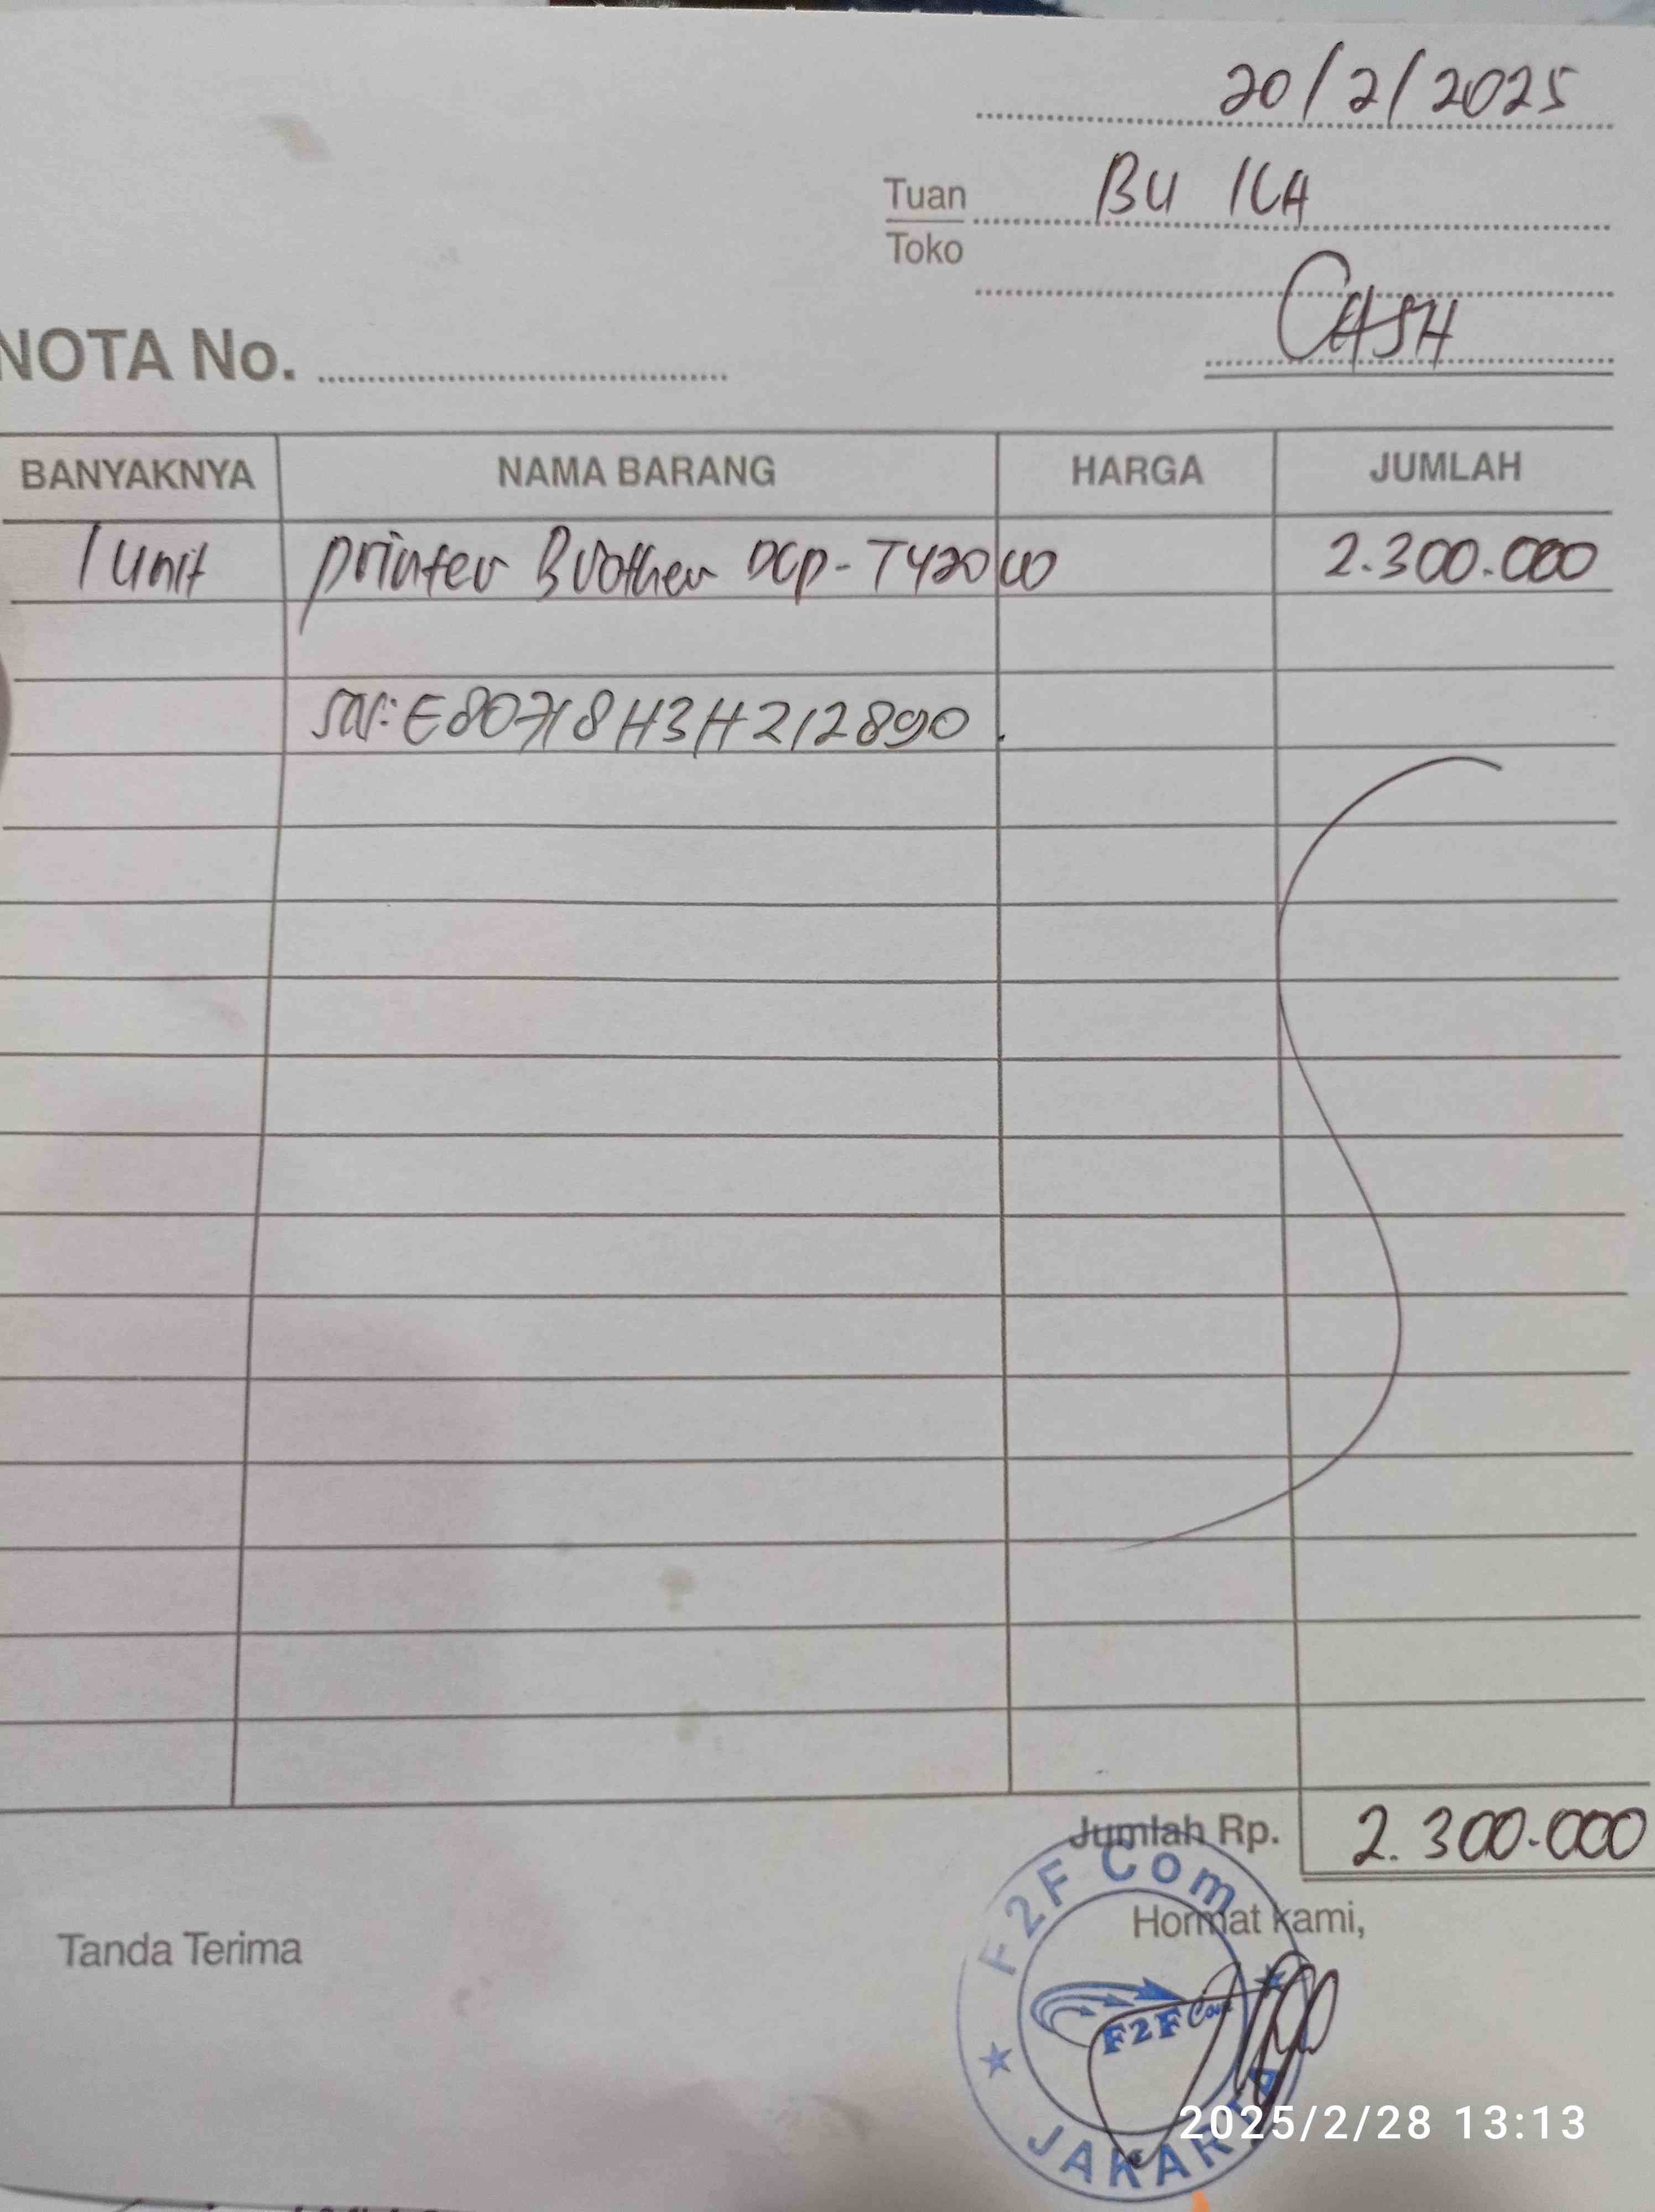 20/2/2025
Tuan BU IKA
Toko
CASH
NOTA No.
BANYAKNYA NAMA BARANG HARGA JUMLAH
1 unit printer Brother DCP-T420W 2.300.000
SN: E80718H3H212890.
Jumlah Rp. 2.300.000
Tanda Terima Hormat kami,
F2F Com
F2F Com
JAKARTA
2025/2/28 13:13